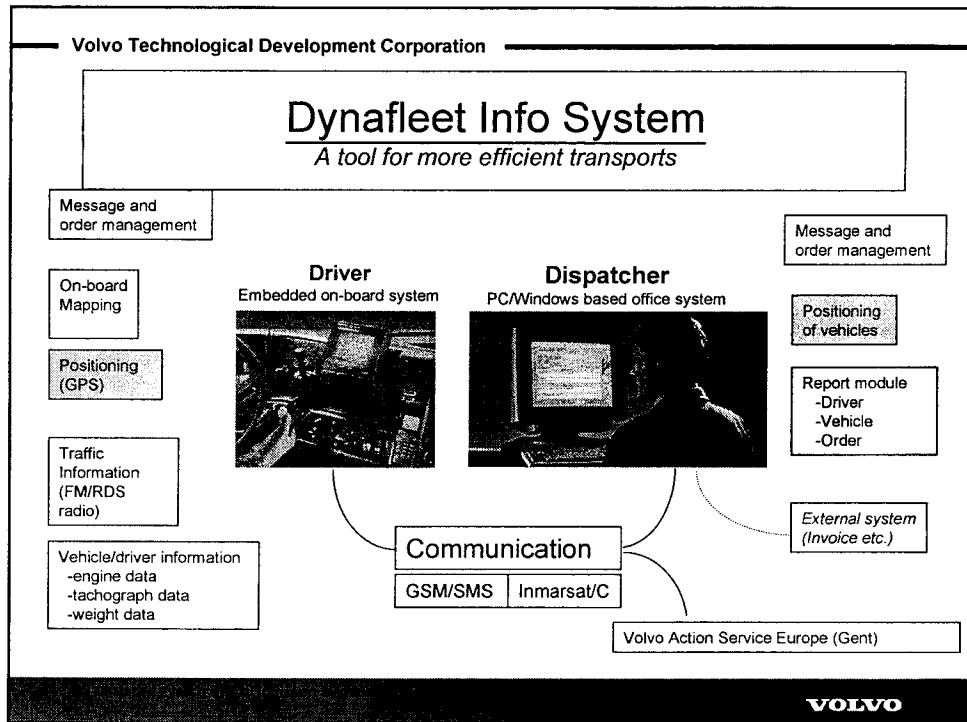 Volvo Technological Development Corporation
Dynafleet Info System
A tool for more efficient transports
Message and
order management
On-board
Mapping
Positioning
(GPS)
Traffic
Information
(FM/RDS
radio)
Vehicle/driver information
-engine data
-tachograph data
-weight data
Driver
Embedded on-board system
Dispatcher
PC/Windows based office system
Communication
GSM/SMS
Inmarsat/C
Message and
order management
Positioning
of vehicles
Report module
-Driver
-Vehicle
-Order
External system
(Invoice etc.)
Volvo Action Service Europe (Gent)
VOLVO